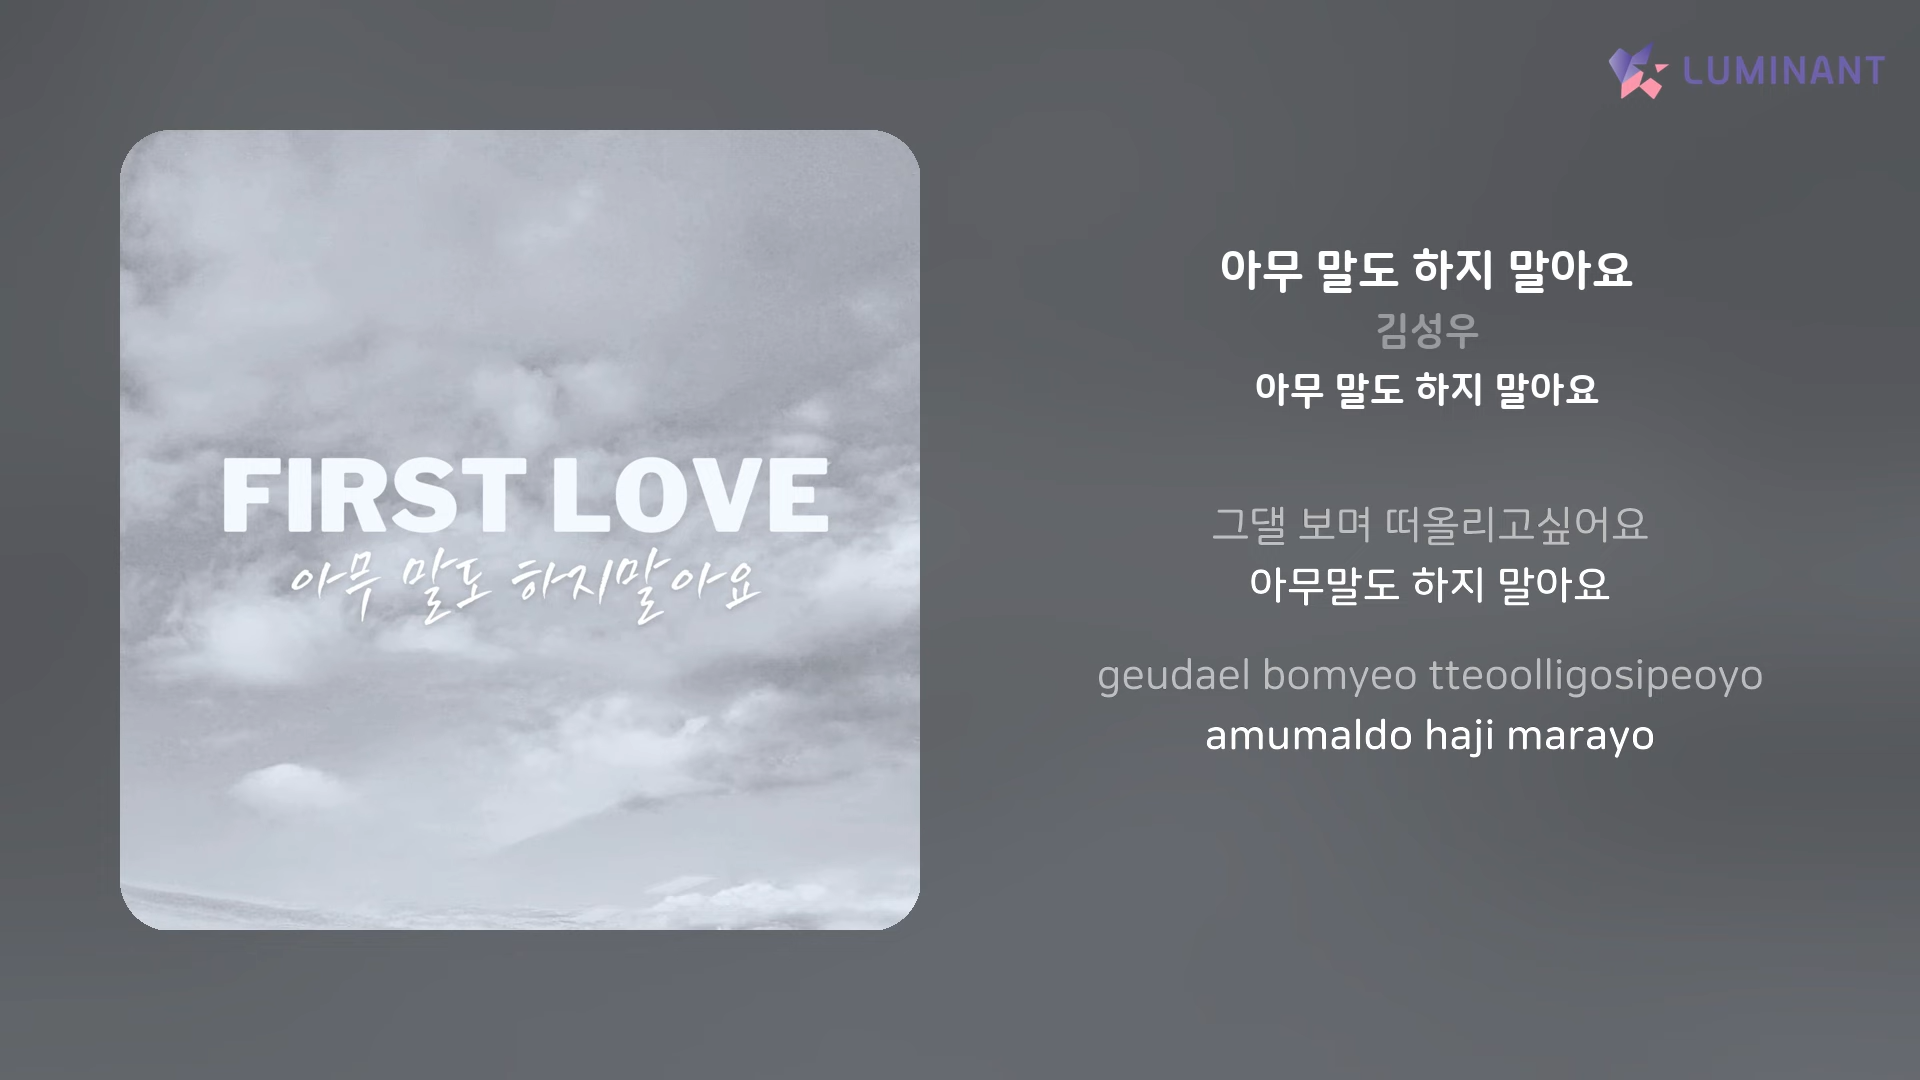 LUMINANT
FIRST LOVE
아무 말도 하지말아요
아무 말도 하지 말아요
김성우
아무 말도 하지 말아요
그댈 보며 떠올리고싶어요
아무말도 하지 말아요
geudael bomyeo tteoolligosipeoyo
amumaldo haji marayo